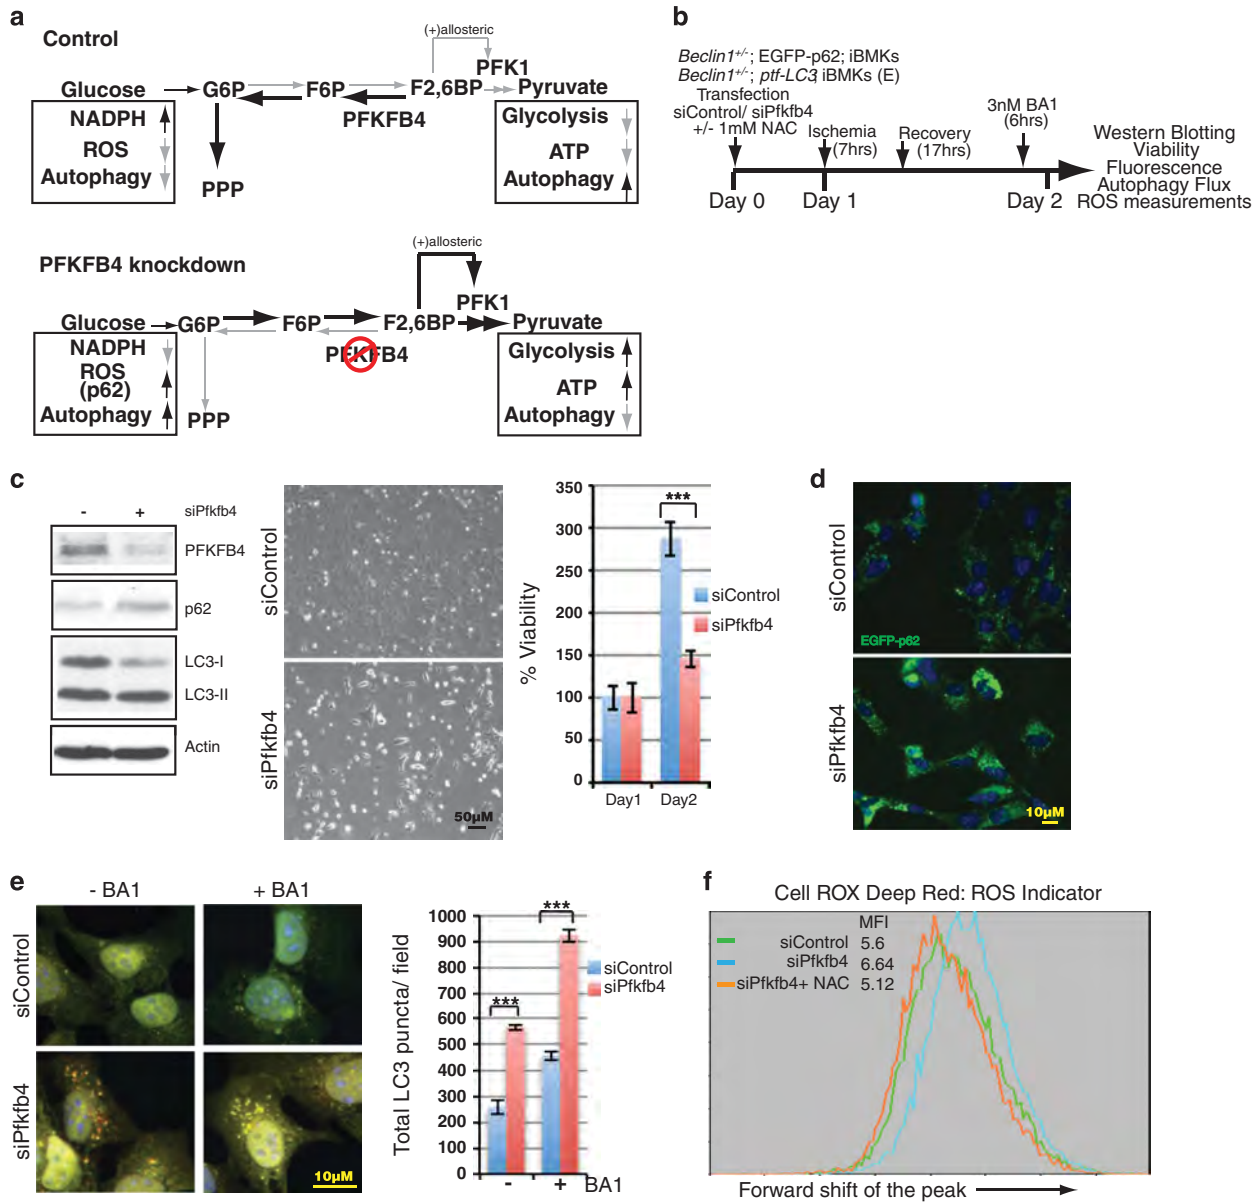 a
Control
(+)allosteric
PFK1
Glucose G6P F6P F2,6BP Pyruvate
PFKFB4
NADPH
ROS
Autophagy
PPP
Glycolysis
ATP
Autophagy
PFKFB4 knockdown
(+)allosteric
PFK1
Glucose G6P F6P F2,6BP Pyruvate
PFKFB4
NADPH
ROS
(p62)
Autophagy
PPP
Glycolysis
ATP
Autophagy
b
Beclin1+/-; EGFP-p62; iBMKs
Beclin1+/-; ptf-LC3; iBMKs (E)
Transfection
siControl/ siPfkfb4
+/- 1mM NAC
Ischemia
(7hrs)
Recovery
(17hrs)
3nM BA1
(6hrs)
Day 0
Day 1
Day 2
Western Blotting
Viability
Fluorescence
Autophagy Flux
ROS measurements
c
- + siPfkfb4
PFKFB4
p62
LC3-I
LC3-II
Actin
siControl
siPfkfb4
50µM
% Viability
350
300
250
200
150
100
50
0
***
siControl
siPfkfb4
Day1 Day2
d
siControl
EGFP-p62
siPfkfb4
10µM
e
- BA1 + BA1
siControl
siPfkfb4
10µM
Total LC3 puncta/ field
1000
900
800
700
600
500
400
300
200
100
0
***
***
siControl
siPfkfb4
- + BA1
f
Cell ROX Deep Red: ROS Indicator
MFI
siControl 5.6
siPfkfb4 6.64
siPfkfb4+ NAC 5.12
Forward shift of the peak